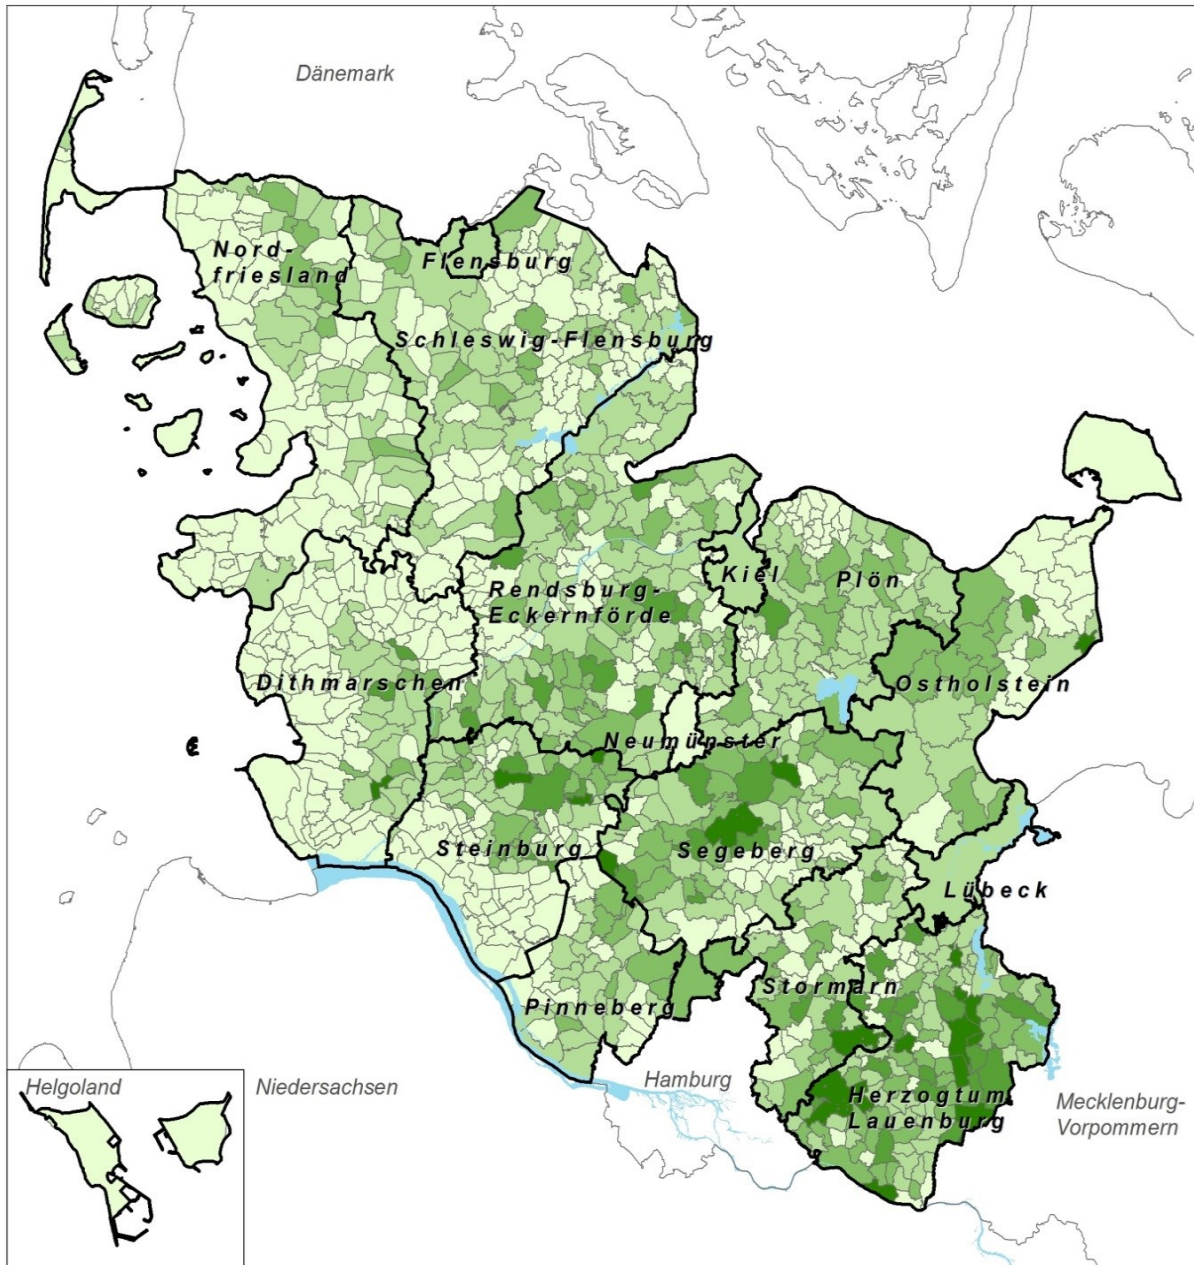 Dänemark
Nord-
friesland
Flensburg
Schleswig-Flensburg
Kiel
Plön
Rendsburg-
Eckernförde
Dithmarschen
Ostholstein
Neumünster
Steinburg
Segeberg
Lübeck
Stormarn
Pinneberg
Hamburg
Helgoland
Niedersachsen
Herzogtum
Lauenburg
Mecklenburg-
Vorpommern